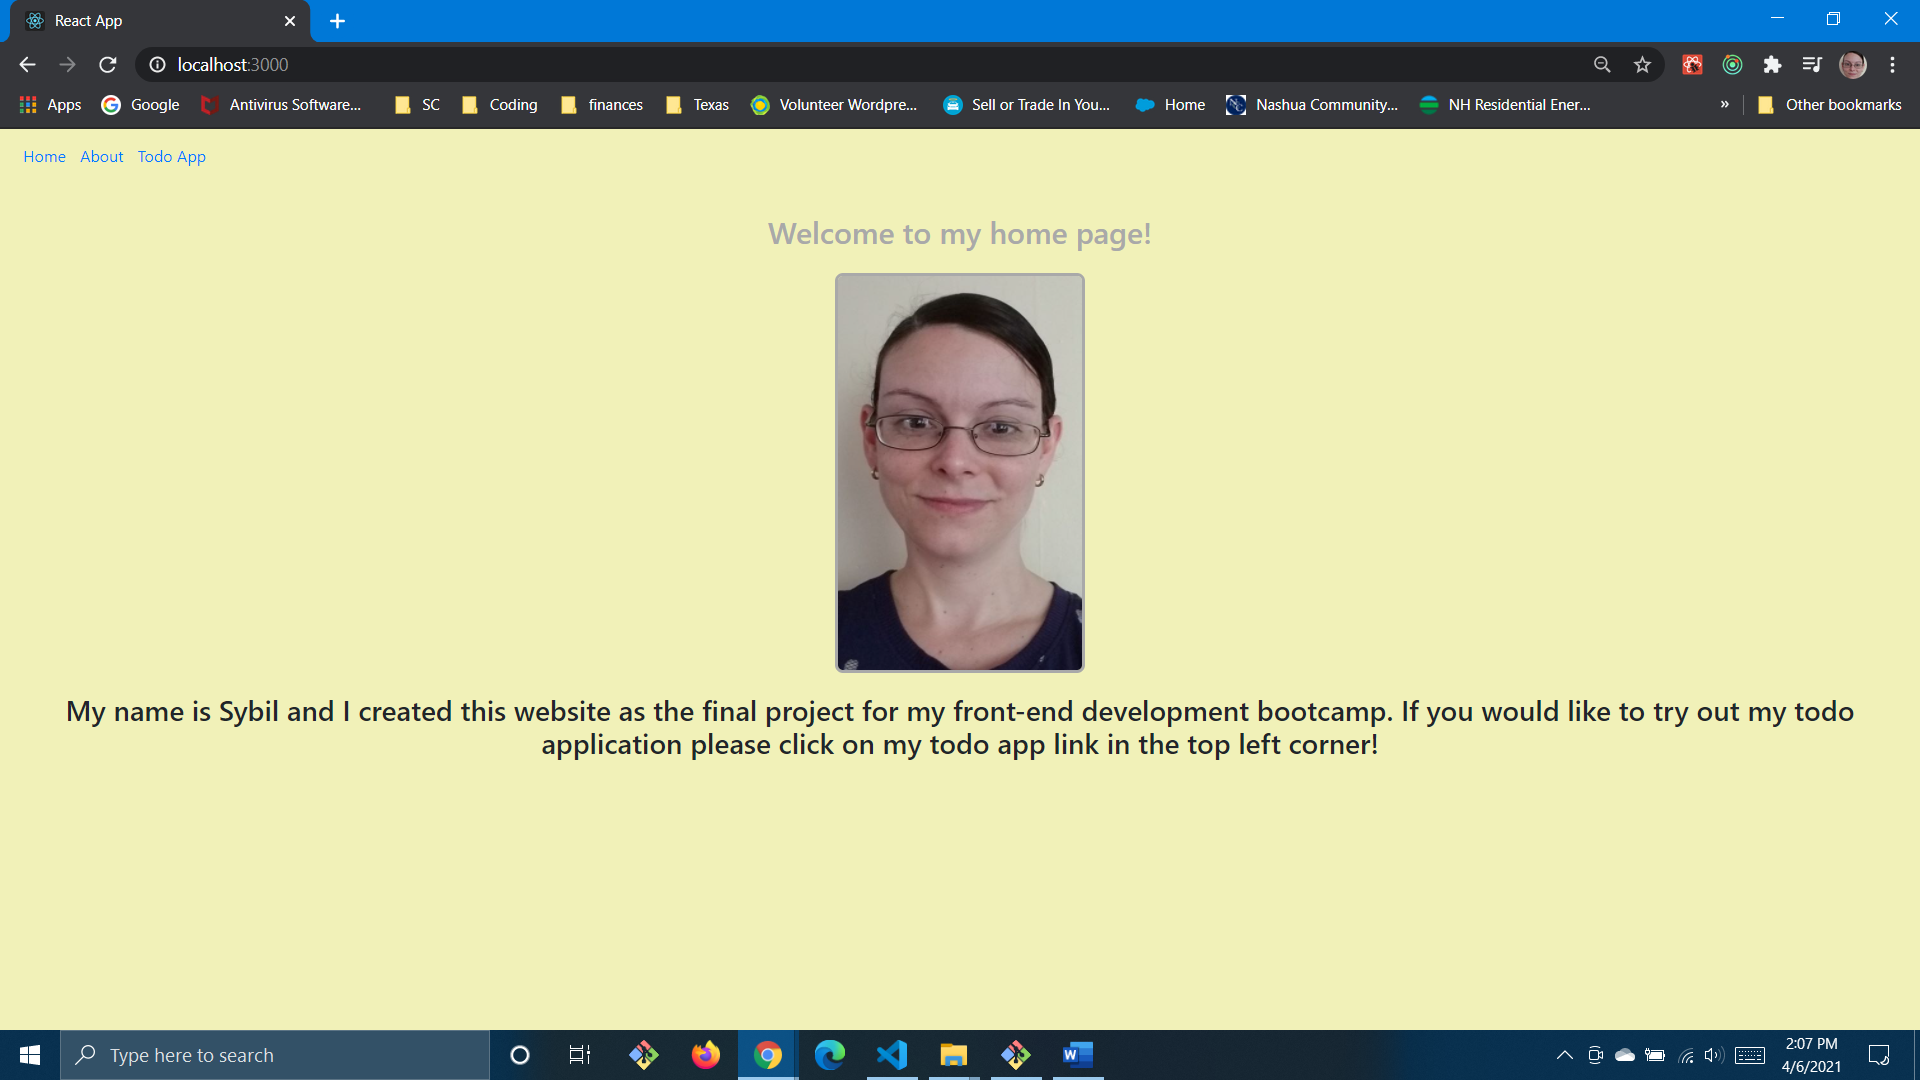 React App
localhost:3000
Apps Google Antivirus Software... SC Coding finances Texas Volunteer Wordpre... Sell or Trade In You... Home Nashua Community... NH Residential Ener... » Other bookmarks
Home About Todo App
Welcome to my home page!
My name is Sybil and I created this website as the final project for my front-end development bootcamp. If you would like to try out my todo
application please click on my todo app link in the top left corner!
Type here to search
2:07 PM
4/6/2021